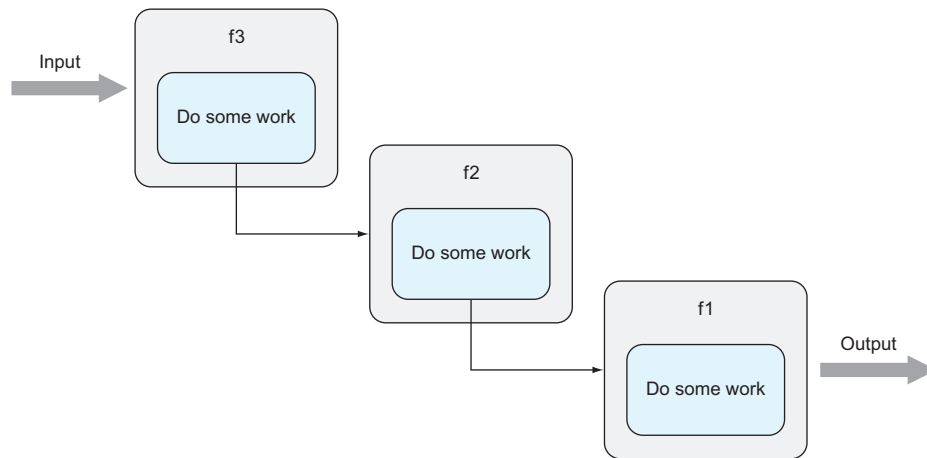 f3
Input
Do some work
f2
Do some work
f1
Output
Do some work